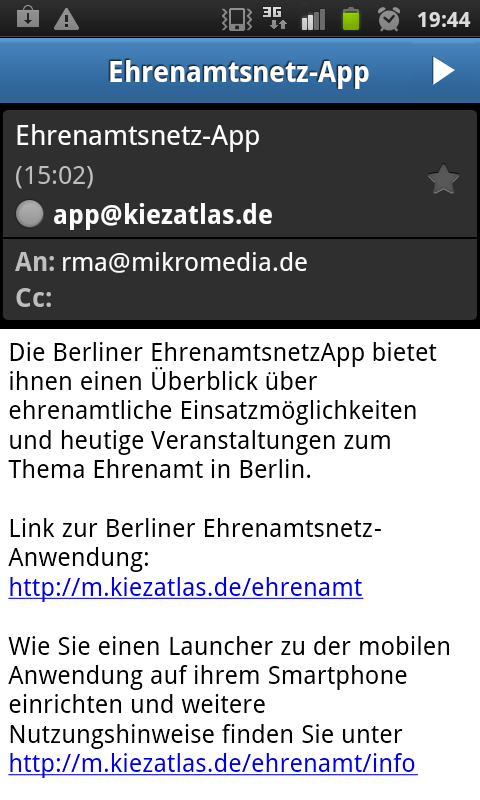 3G 19:44
Ehrenamtsnetz-App
Ehrenamtsnetz-App
(15:02)
app@kiezatlas.de
An: rma@mikromedia.de
Cc:
Die Berliner EhrenamtsnetzApp bietet
ihnen einen Überblick über
ehrenamtliche Einsatzmöglichkeiten
und heutige Veranstaltungen zum
Thema Ehrenamt in Berlin.
Link zur Berliner Ehrenamtsnetz-
Anwendung:
http://m.kiezatlas.de/ehrenamt
Wie Sie einen Launcher zu der mobilen
Anwendung auf ihrem Smartphone
einrichten und weitere
Nutzungshinweise finden Sie unter
http://m.kiezatlas.de/ehrenamt/info